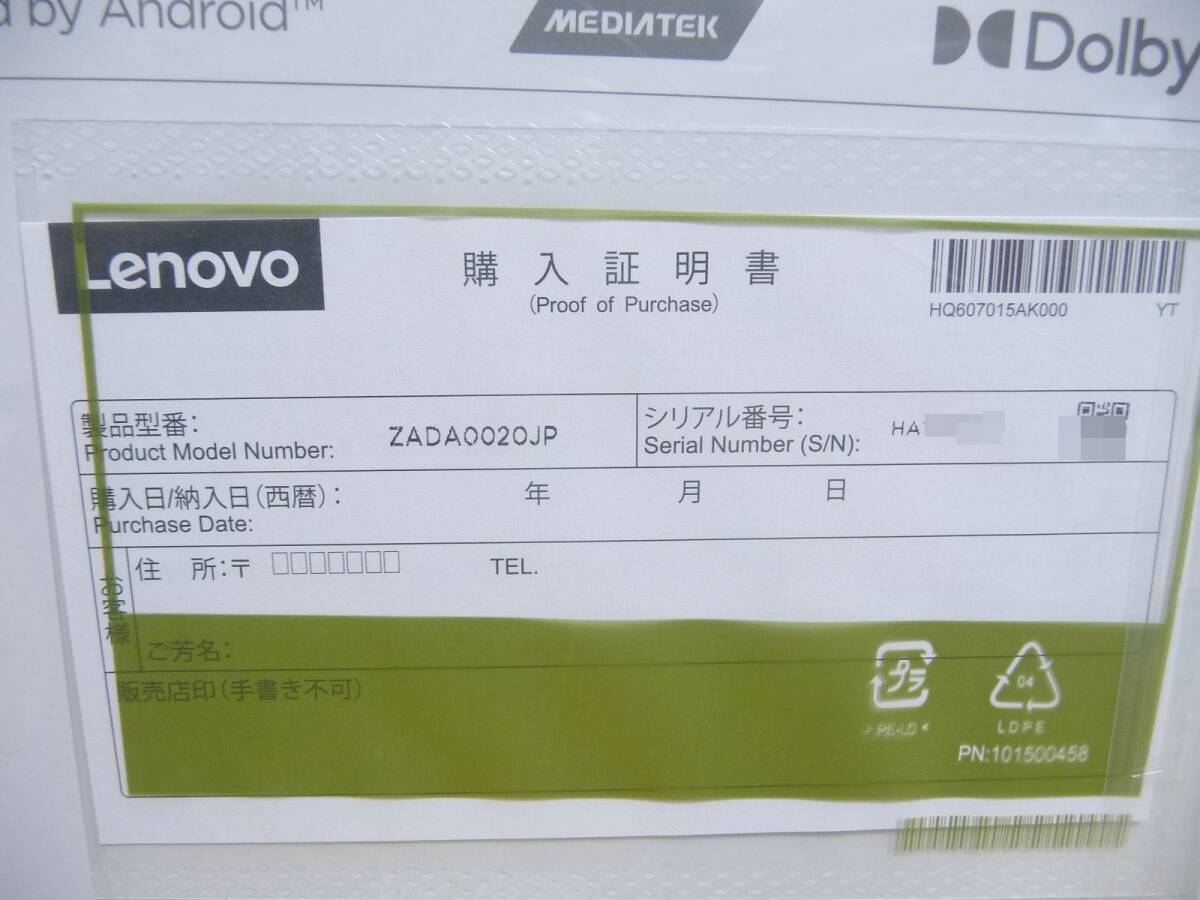 d by Android™
MEDIATEK
Dolby
Lenovo
購入証明書
(Proof of Purchase)
HQ607015AK000 YT
製品型番:
Product Model Number:
ZADA0020JP
シリアル番号:
Serial Number (S/N):
HA
購入日/納入日(西暦): 年 月 日
Purchase Date:
お客様
住 所:〒 □□□□□□□ TEL.
ご芳名:
販売店印(手書き不可)
プラ
04
>PE-LD<
LDPE
PN:101500458